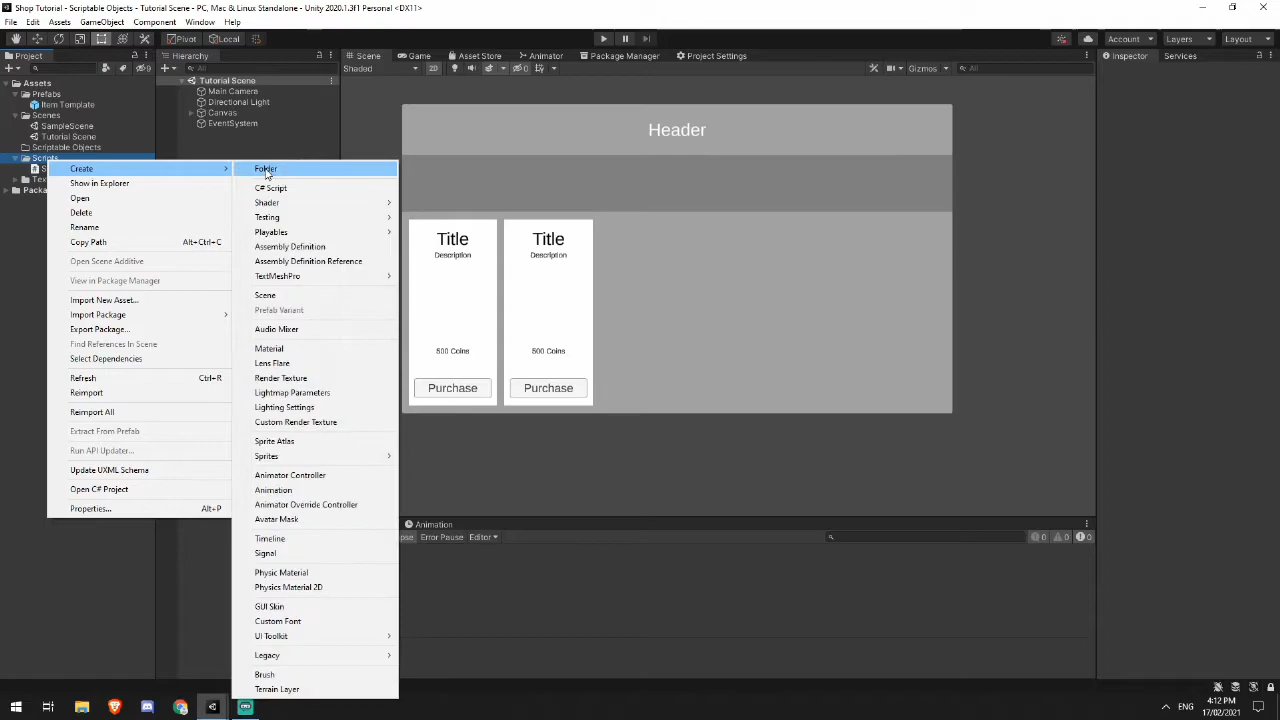 Shop Tutorial - Scriptable Objects - Tutorial Scene - PC, Mac & Linux Standalone - Unity 2020.1.3f1 Personal <DX11>
File Edit Assets GameObject Component Window Help
Pivot Local Account Layers Layout
Project Hierarchy Scene Game Asset Store Animator Package Manager Project Settings Inspector Services
9 All Shaded 2D 0 Gizmos All
Assets
Prefabs
Item Template
Scenes
SampleScene
Tutorial Scene
Scriptable Objects
Scripts
Tutorial Scene
Main Camera
Directional Light
Canvas
EventSystem
Create
Show in Explorer
Open
Delete
Rename
Copy Path Alt+Ctrl+C
Open Scene Additive
View in Package Manager
Import New Asset...
Import Package
Export Package...
Find References In Scene
Select Dependencies
Refresh Ctrl+R
Reimport
Reimport All
Extract From Prefab
Run API Updater...
Update UXML Schema
Open C# Project
Properties... Alt+P
Folder
C# Script
Shader
Testing
Playables
Assembly Definition
Assembly Definition Reference
TextMeshPro
Scene
Prefab Variant
Audio Mixer
Material
Lens Flare
Render Texture
Lightmap Parameters
Lighting Settings
Custom Render Texture
Sprite Atlas
Sprites
Animator Controller
Animation
Animator Override Controller
Avatar Mask
Timeline
Signal
Physic Material
Physics Material 2D
GUI Skin
Custom Font
UI Toolkit
Legacy
Brush
Terrain Layer
Header
Title Title
Description Description
500 Coins 500 Coins
Purchase Purchase
Animation
Error Pause Editor 0 0 0
ENG
4:12 PM
17/02/2021